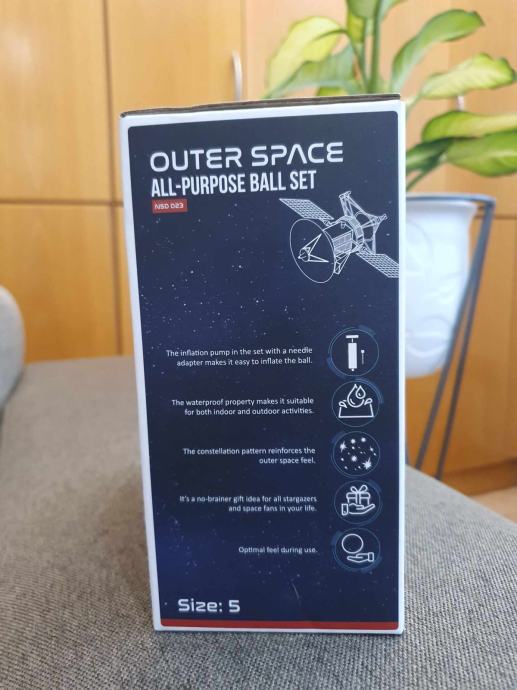 OUTER SPACE
ALL-PURPOSE BALL SET
NSD 023
The inflation pump in the set with a needle
adapter makes it easy to inflate the ball.
The waterproof property makes it suitable
for both indoor and outdoor activities.
The constellation pattern reinforces the
outer space feel.
It's a no-brainer gift idea for all stargazers
and space fans in your life.
Optimal feel during use.
Size: 5